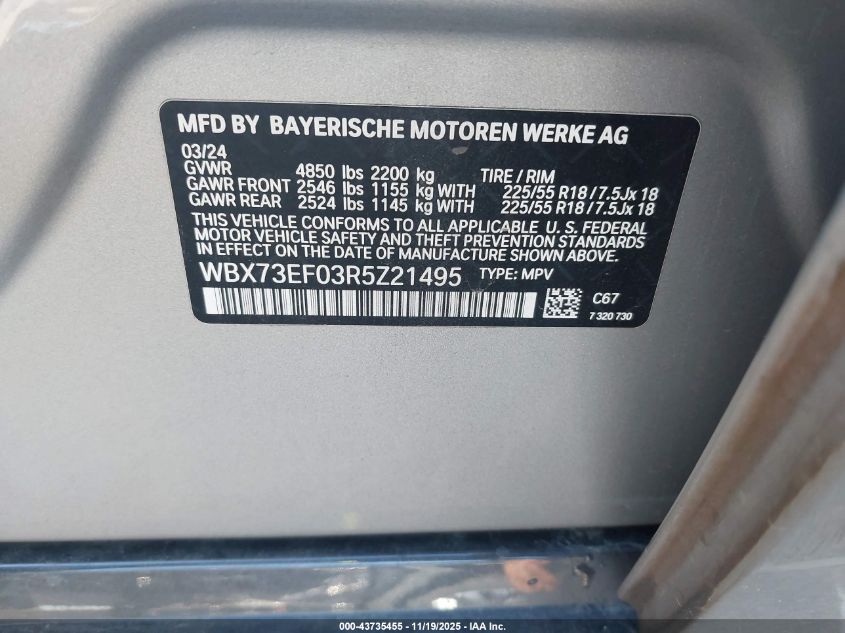 MFD BY BAYERISCHE MOTOREN WERKE AG
03/24
GVWR 4850 lbs 2200 kg TIRE / RIM
GAWR FRONT 2546 lbs 1155 kg WITH 225/55 R18 / 7.5Jx 18
GAWR REAR 2524 lbs 1145 kg WITH 225/55 R18 / 7.5Jx 18
THIS VEHICLE CONFORMS TO ALL APPLICABLE U. S. FEDERAL
MOTOR VEHICLE SAFETY AND THEFT PREVENTION STANDARDS
IN EFFECT ON THE DATE OF MANUFACTURE SHOWN ABOVE.
WBX73EF03R5Z21495 TYPE: MPV
C67
7 320 730
000-43735455 - 11/19/2025 - IAA Inc.